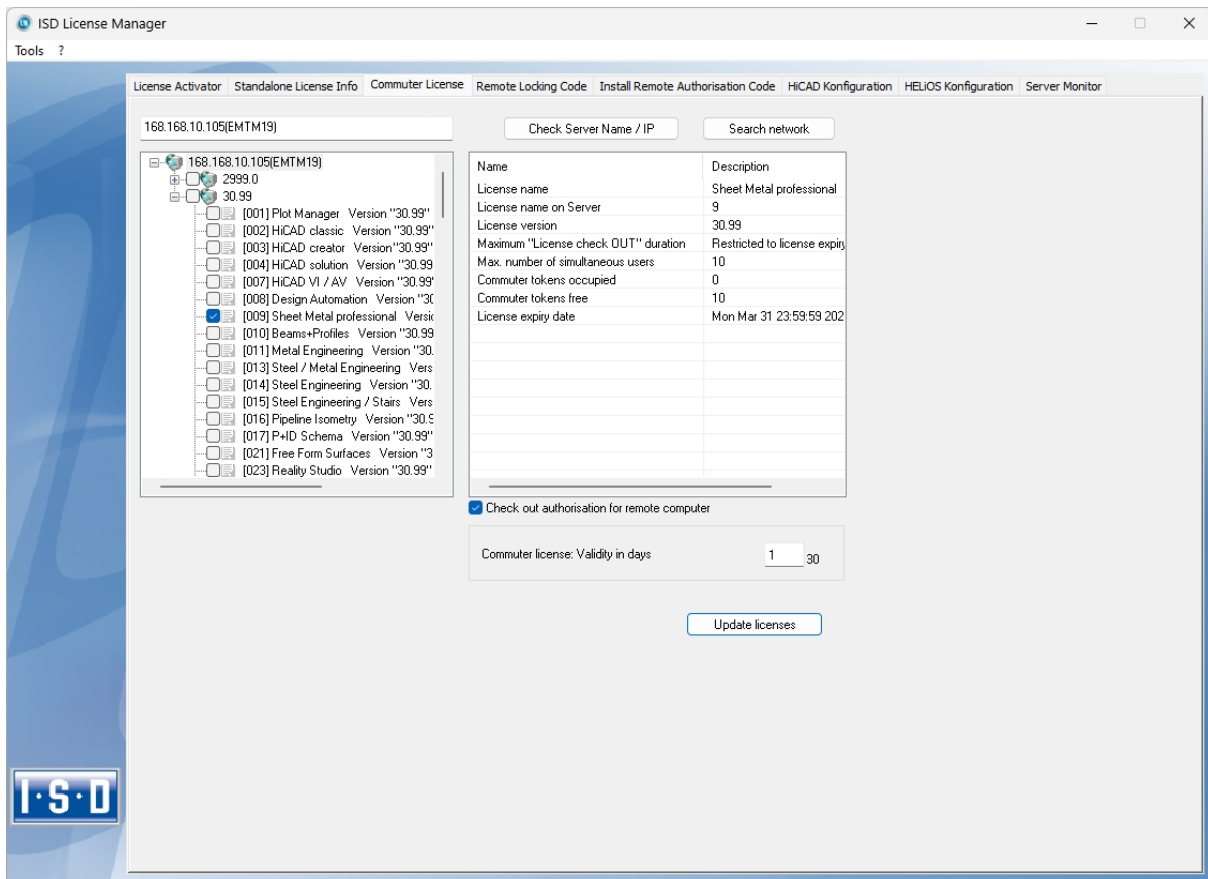 ISD License Manager
Tools ?
License Activator Standalone License Info Commuter License Remote Locking Code Install Remote Authorisation Code HiCAD Konfiguration HELiOS Konfiguration Server Monitor
168.168.10.105(EMTM19) Check Server Name / IP Search network
168.168.10.105(EMTM19)
2999.0
30.99
[001] Plot Manager Version "30.99"
[002] HiCAD classic Version "30.99"
[003] HiCAD creator Version"30.99"
[004] HiCAD solution Version "30.99
[007] HiCAD VI / AV Version "30.99"
[008] Design Automation Version "30
[009] Sheet Metal professional Versio
[010] Beams+Profiles Version "30.99
[011] Metal Engineering Version "30.
[013] Steel / Metal Engineering Vers
[014] Steel Engineering Version "30.
[015] Steel Engineering / Stairs Vers
[016] Pipeline Isometry Version "30.9
[017] P+ID Schema Version "30.99"
[021] Free Form Surfaces Version "3
[023] Reality Studio Version "30.99"
Name Description
License name Sheet Metal professional
License name on Server 9
License version 30.99
Maximum "License check OUT" duration Restricted to license expiry
Max. number of simultaneous users 10
Commuter tokens occupied 0
Commuter tokens free 10
License expiry date Mon Mar 31 23:59:59 202
Check out authorisation for remote computer
Commuter license: Validity in days 1 30
Update licenses
I·S·D